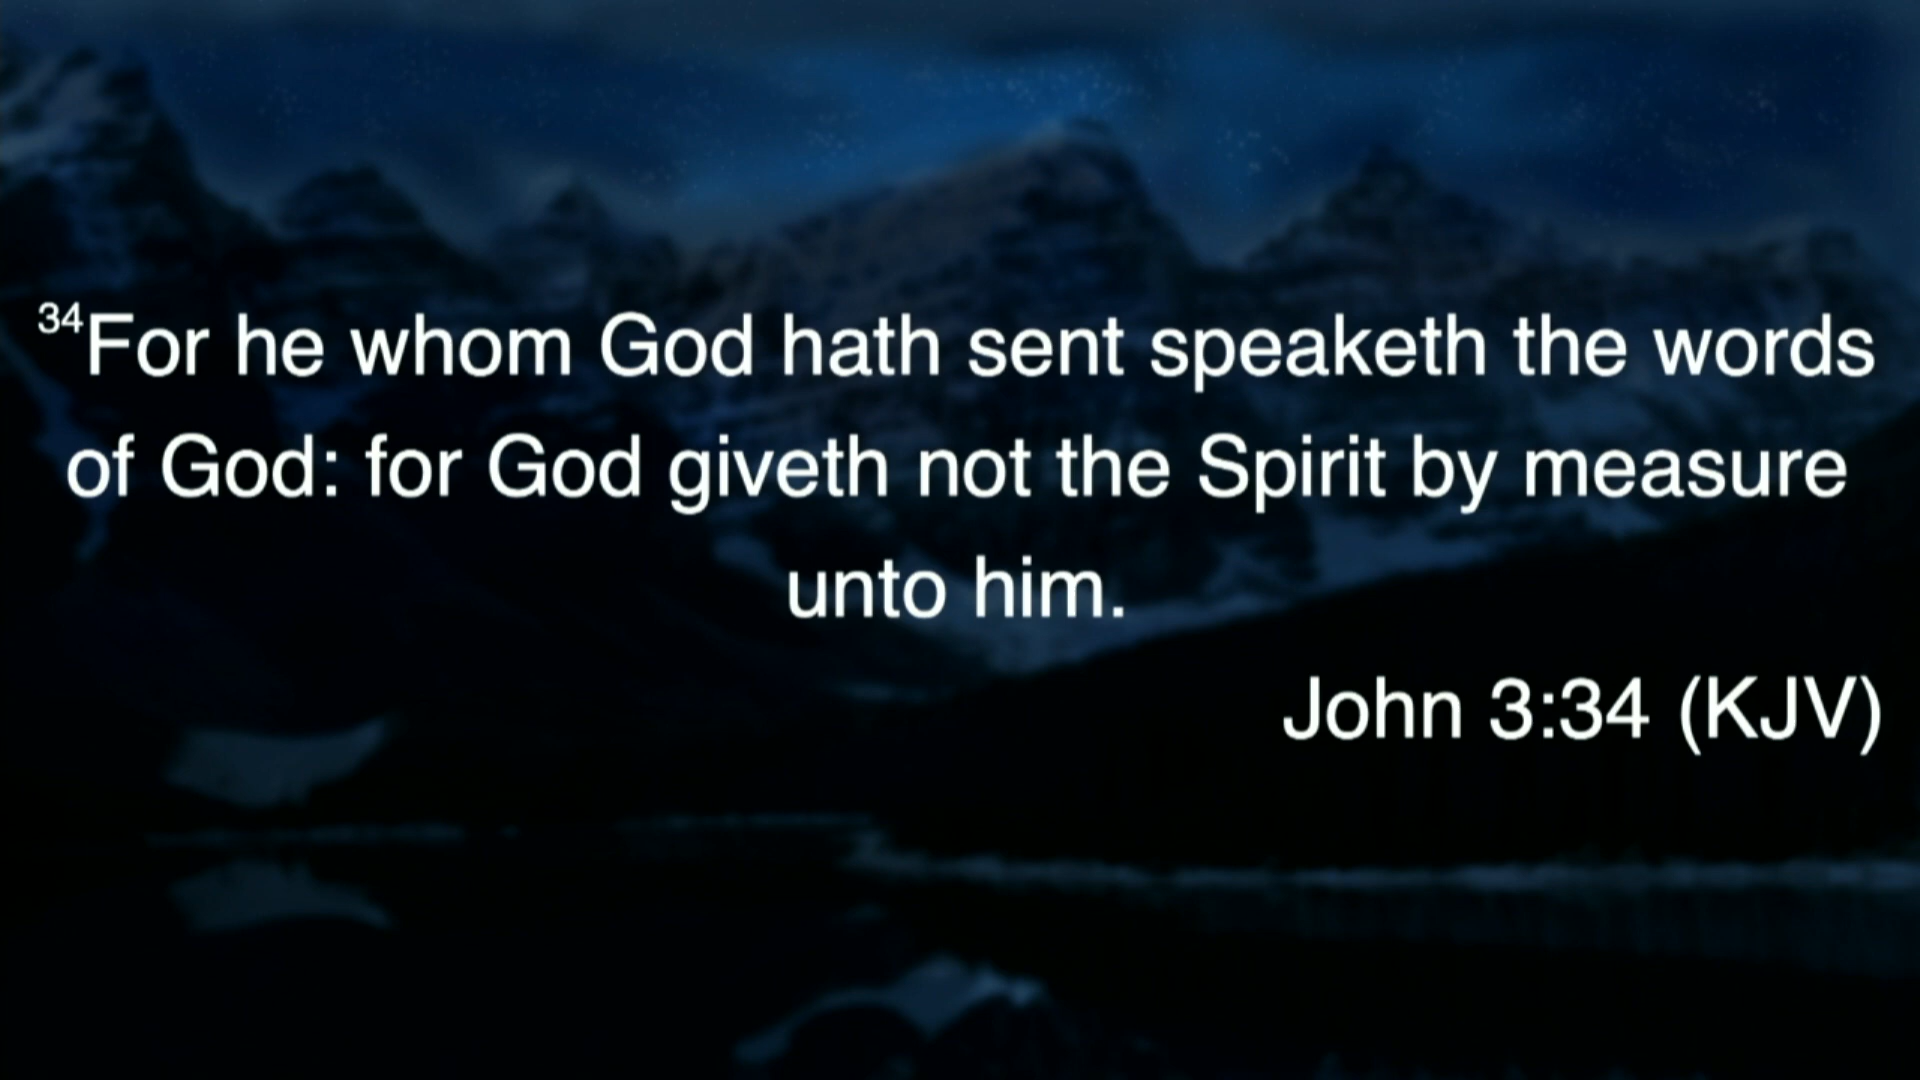 34For he whom God hath sent speaketh the words
of God: for God giveth not the Spirit by measure
unto him.
John 3:34 (KJV)